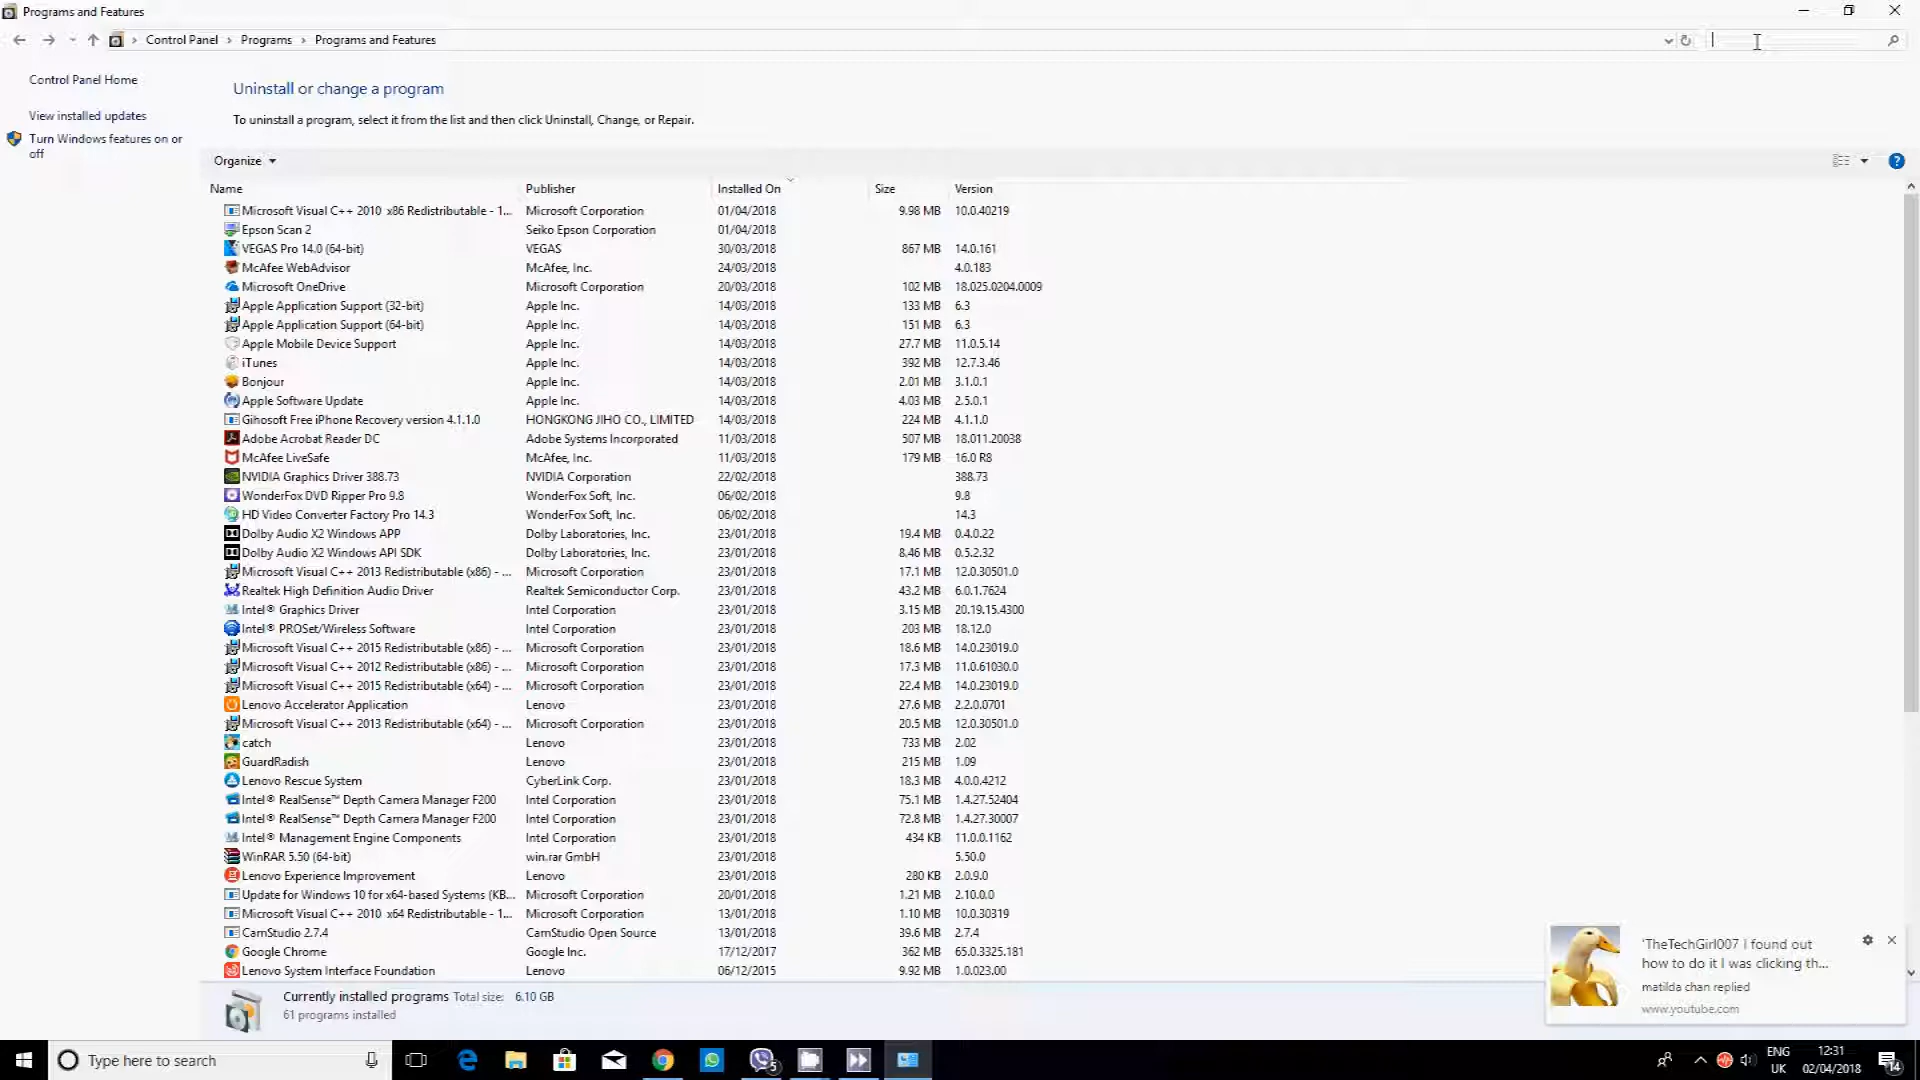 Programs and Features
Control Panel > Programs > Programs and Features
Control Panel Home
View installed updates
Turn Windows features on or
off
Uninstall or change a program
To uninstall a program, select it from the list and then click Uninstall, Change, or Repair.
Organize
Name Publisher Installed On Size Version
Microsoft Visual C++ 2010 x86 Redistributable - 1... Microsoft Corporation 01/04/2018 9.98 MB 10.0.40219
Epson Scan 2 Seiko Epson Corporation 01/04/2018
VEGAS Pro 14.0 (64-bit) VEGAS 30/03/2018 867 MB 14.0.161
McAfee WebAdvisor McAfee, Inc. 24/03/2018 4.0.183
Microsoft OneDrive Microsoft Corporation 20/03/2018 102 MB 18.025.0204.0009
Apple Application Support (32-bit) Apple Inc. 14/03/2018 133 MB 6.3
Apple Application Support (64-bit) Apple Inc. 14/03/2018 151 MB 6.3
Apple Mobile Device Support Apple Inc. 14/03/2018 27.7 MB 11.0.5.14
iTunes Apple Inc. 14/03/2018 392 MB 12.7.3.46
Bonjour Apple Inc. 14/03/2018 2.01 MB 3.1.0.1
Apple Software Update Apple Inc. 14/03/2018 4.03 MB 2.5.0.1
Gihosoft Free iPhone Recovery version 4.1.1.0 HONGKONG JIHO CO., LIMITED 14/03/2018 224 MB 4.1.1.0
Adobe Acrobat Reader DC Adobe Systems Incorporated 11/03/2018 507 MB 18.011.20038
McAfee LiveSafe McAfee, Inc. 11/03/2018 179 MB 16.0 R8
NVIDIA Graphics Driver 388.73 NVIDIA Corporation 22/02/2018 388.73
WonderFox DVD Ripper Pro 9.8 WonderFox Soft, Inc. 06/02/2018 9.8
HD Video Converter Factory Pro 14.3 WonderFox Soft, Inc. 06/02/2018 14.3
Dolby Audio X2 Windows APP Dolby Laboratories, Inc. 23/01/2018 19.4 MB 0.4.0.22
Dolby Audio X2 Windows API SDK Dolby Laboratories, Inc. 23/01/2018 8.46 MB 0.5.2.32
Microsoft Visual C++ 2013 Redistributable (x86) - ... Microsoft Corporation 23/01/2018 17.1 MB 12.0.30501.0
Realtek High Definition Audio Driver Realtek Semiconductor Corp. 23/01/2018 43.2 MB 6.0.1.7624
Intel® Graphics Driver Intel Corporation 23/01/2018 3.15 MB 20.19.15.4300
Intel® PROSet/Wireless Software Intel Corporation 23/01/2018 203 MB 18.12.0
Microsoft Visual C++ 2015 Redistributable (x86) - ... Microsoft Corporation 23/01/2018 18.6 MB 14.0.23019.0
Microsoft Visual C++ 2012 Redistributable (x86) - ... Microsoft Corporation 23/01/2018 17.3 MB 11.0.61030.0
Microsoft Visual C++ 2015 Redistributable (x64) - ... Microsoft Corporation 23/01/2018 22.4 MB 14.0.23019.0
Lenovo Accelerator Application Lenovo 23/01/2018 27.6 MB 2.2.0.0701
Microsoft Visual C++ 2013 Redistributable (x64) - ... Microsoft Corporation 23/01/2018 20.5 MB 12.0.30501.0
catch Lenovo 23/01/2018 733 MB 2.02
GuardRadish Lenovo 23/01/2018 215 MB 1.09
Lenovo Rescue System CyberLink Corp. 23/01/2018 18.3 MB 4.0.0.4212
Intel® RealSense™ Depth Camera Manager F200 Intel Corporation 23/01/2018 75.1 MB 1.4.27.52404
Intel® RealSense™ Depth Camera Manager F200 Intel Corporation 23/01/2018 72.8 MB 1.4.27.30007
Intel® Management Engine Components Intel Corporation 23/01/2018 434 KB 11.0.0.1162
WinRAR 5.50 (64-bit) win.rar GmbH 23/01/2018 5.50.0
Lenovo Experience Improvement Lenovo 23/01/2018 280 KB 2.0.9.0
Update for Windows 10 for x64-based Systems (KB... Microsoft Corporation 20/01/2018 1.21 MB 2.10.0.0
Microsoft Visual C++ 2010 x64 Redistributable - 1... Microsoft Corporation 13/01/2018 1.10 MB 10.0.30319
CamStudio 2.7.4 CamStudio Open Source 13/01/2018 39.6 MB 2.7.4
Google Chrome Google Inc. 17/12/2017 362 MB 65.0.3325.181
Lenovo System Interface Foundation Lenovo 06/12/2015 9.92 MB 1.0.023.00
Currently installed programs Total size: 6.10 GB
61 programs installed
'TheTechGirl007 I found out
how to do it I was clicking th...
matilda chan replied
www.youtube.com
Type here to search
5
ENG
UK
12:31
02/04/2018
14